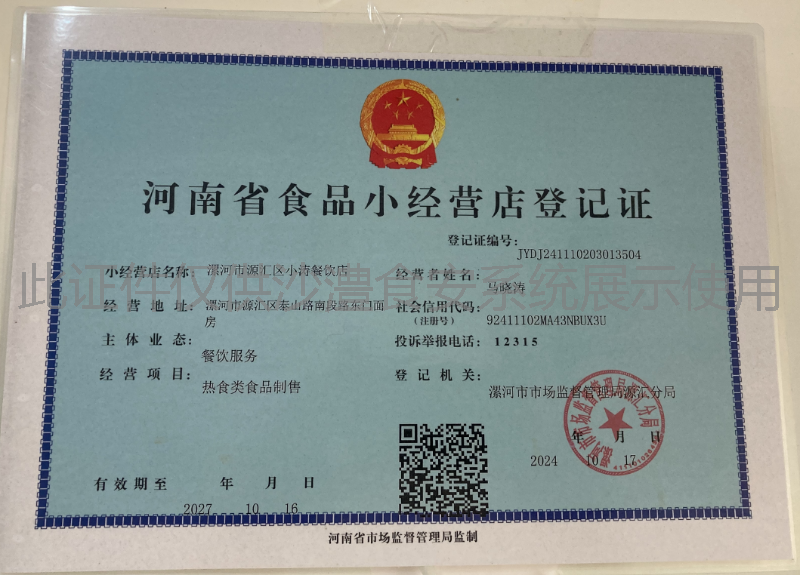 河南省食品小经营店登记证
登记证编号：
JYDJ241110203013504
小经营店名称：漯河市源汇区小涛餐饮店
经营者姓名：马晓涛
此证件仅供沙澧食安系统展示使用
经营地址：漯河市源汇区泰山路南段路东门面房
社会信用代码：
（注册号） 92411102MA43NBUX3U
主体业态：餐饮服务
投诉举报电话：12315
经营项目：热食类食品制售
登记机关：漯河市市场监督管理局源汇分局
年 月 日
2024 10 17
有效期至 年 月 日
2027 10 16
河南省市场监督管理局监制